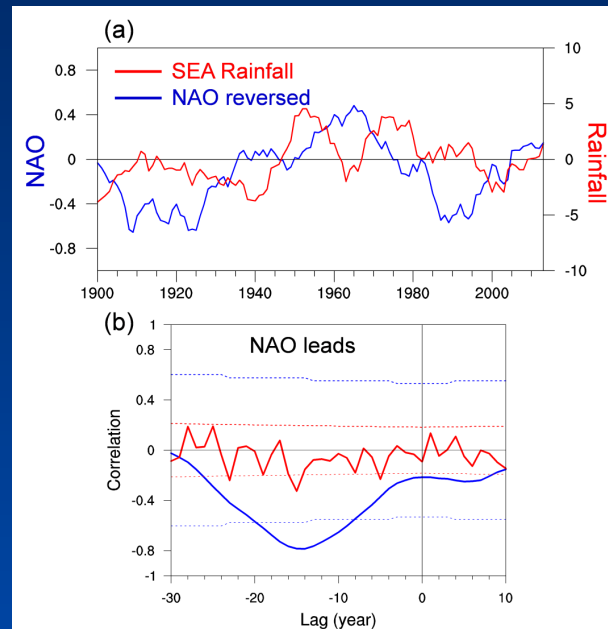 (a)
SEA Rainfall
NAO reversed
NAO
Rainfall
0.8
0.4
0
-0.4
-0.8
10
5
0
-5
-10
1900 1920 1940 1960 1980 2000
(b)
NAO leads
Correlation
1
0.8
0.4
0
-0.4
-0.8
-1
-30 -20 -10 0 10
Lag (year)